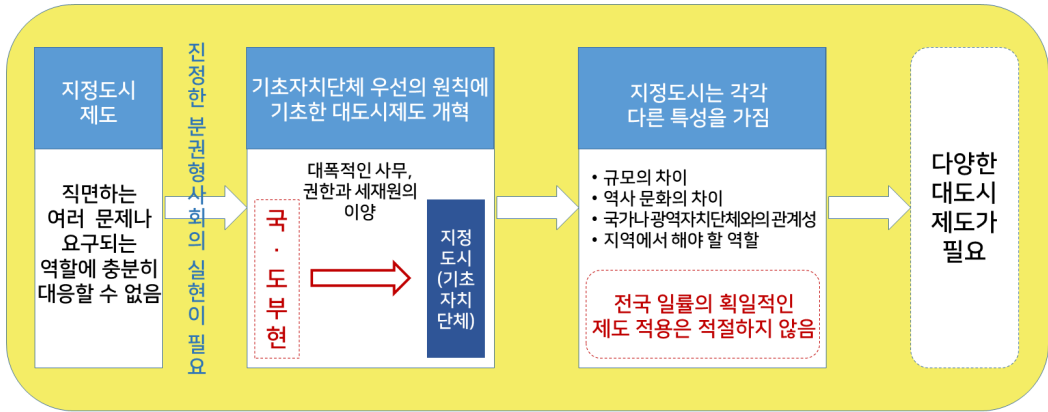 지정도시
제도
직면하는
여러 문제나
요구되는
역할에 충분히
대응할 수 없음
진정한 분권형사회의 실현이 필요
기초자치단체 우선의 원칙에
기초한 대도시제도 개혁
대폭적인 사무,
권한과 세재원의
이양
국·도부현
지정
도시
(기초
자치
단체)
지정도시는 각각
다른 특성을 가짐
• 규모의 차이
• 역사 문화의 차이
• 국가나 광역자치단체와의 관계성
• 지역에서 해야 할 역할
전국 일률의 획일적인
제도 적용은 적절하지 않음
다양한
대도시
제도가
필요